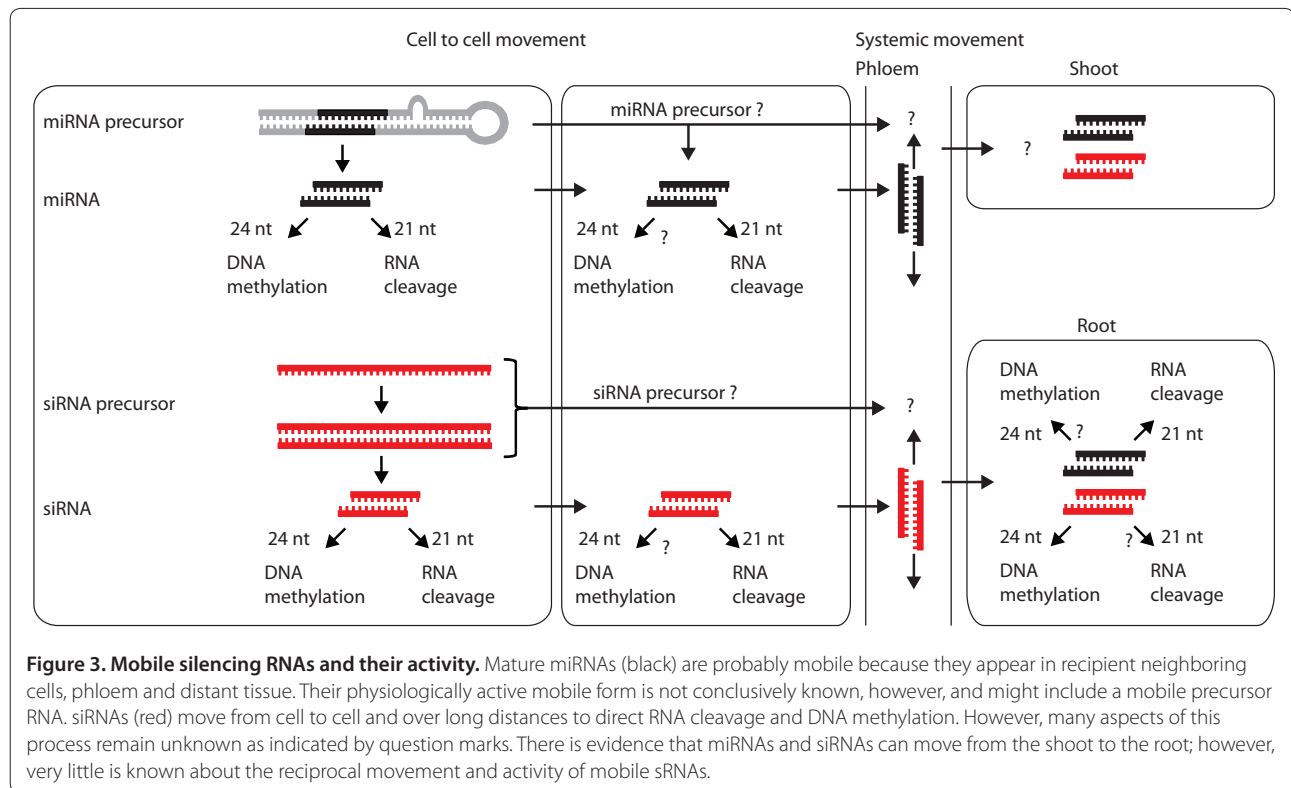 Cell to cell movement
Systemic movement
Phloem
Shoot
miRNA precursor
miRNA precursor ?
?
?
miRNA
24 nt
21 nt
DNA methylation
RNA cleavage
24 nt
?
21 nt
DNA methylation
RNA cleavage
Root
siRNA precursor
siRNA precursor ?
?
siRNA
24 nt
21 nt
DNA methylation
RNA cleavage
24 nt
?
21 nt
DNA methylation
RNA cleavage
DNA methylation
RNA cleavage
24 nt
?
21 nt
24 nt
?
21 nt
DNA methylation
RNA cleavage
Figure 3. Mobile silencing RNAs and their activity. Mature miRNAs (black) are probably mobile because they appear in recipient neighboring
cells, phloem and distant tissue. Their physiologically active mobile form is not conclusively known, however, and might include a mobile precursor
RNA. siRNAs (red) move from cell to cell and over long distances to direct RNA cleavage and DNA methylation. However, many aspects of this
process remain unknown as indicated by question marks. There is evidence that miRNAs and siRNAs can move from the shoot to the root; however,
very little is known about the reciprocal movement and activity of mobile sRNAs.